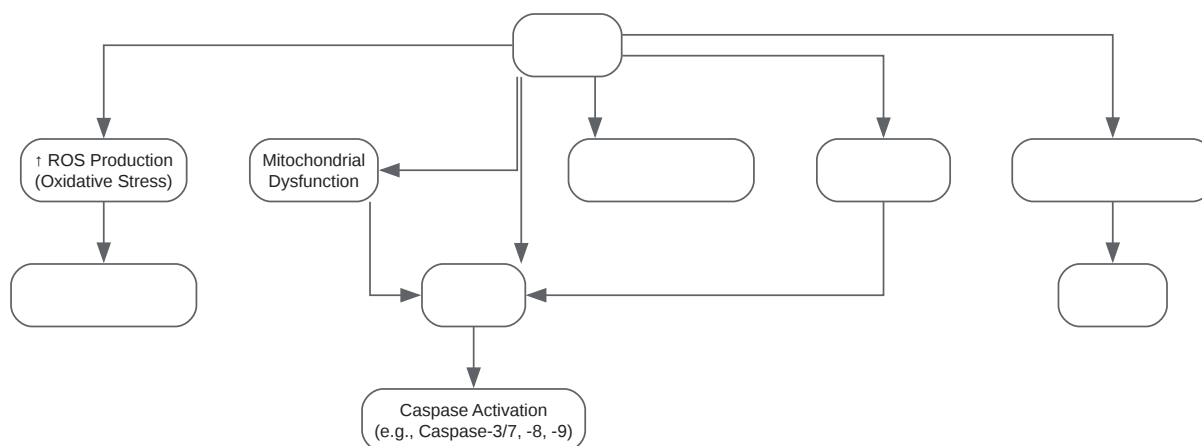 ↑ ROS Production
(Oxidative Stress)
Mitochondrial
Dysfunction
Caspase Activation
(e.g., Caspase-3/7, -8, -9)